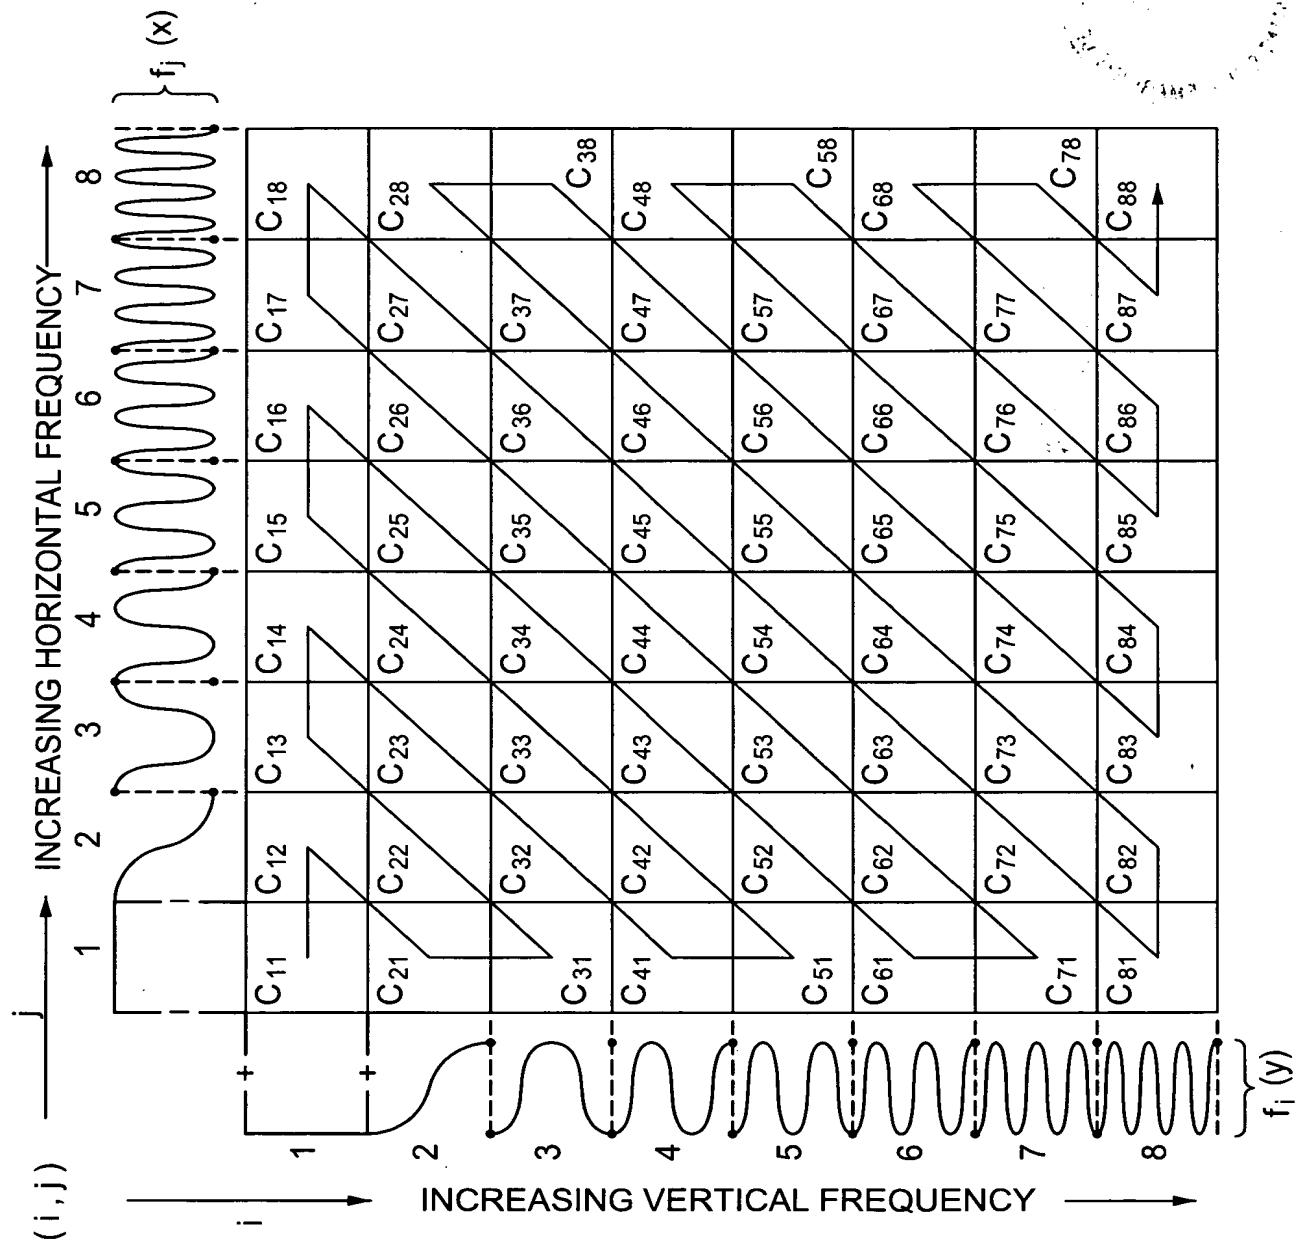 (i,j)
j
INCREASING HORIZONTAL FREQUENCY
1 2 3 4 5 6 7 8
fj (x)
i
INCREASING VERTICAL FREQUENCY
1 C11 C12 C13 C14 C15 C16 C17 C18
2 C21 C22 C23 C24 C25 C26 C27 C28
3 C31 C32 C33 C34 C35 C36 C37 C38
4 C41 C42 C43 C44 C45 C46 C47 C48
5 C51 C52 C53 C54 C55 C56 C57 C58
6 C61 C62 C63 C64 C65 C66 C67 C68
7 C71 C72 C73 C74 C75 C76 C77 C78
8 C81 C82 C83 C84 C85 C86 C87 C88
fi (y)